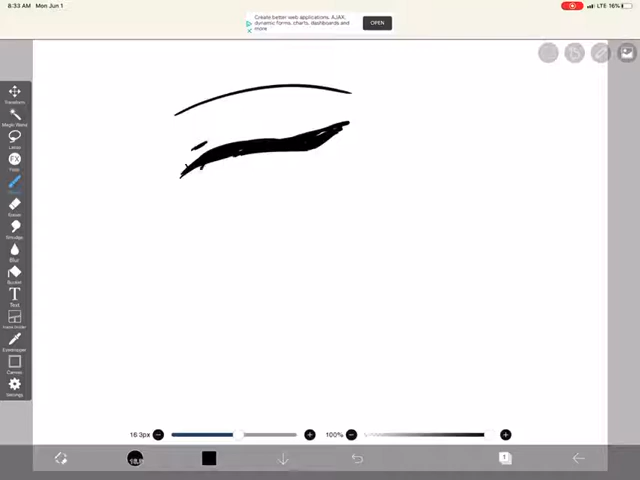 8:33 AM Mon Jun 1
LTE 16%
Create better web applications. AJAX,
dynamic forms, charts, dashboards and
more
OPEN
Transform
Magic Wand
Lasso
FX
Filter
Eraser
Smudge
Blur
Bucket
T
Text
Frame Divider
Eyedropper
Canvas
Settings
16.3px
100%
1